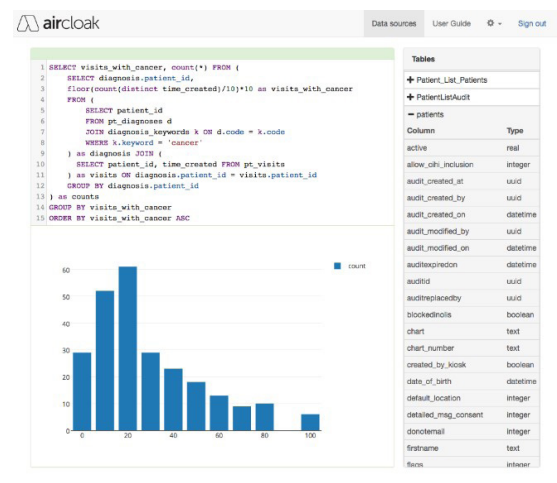 aircloak
Data sources User Guide Sign out
1 SELECT visits_with_cancer, count(*) FROM (
2 SELECT diagnosis.patient_id,
3 floor(count(distinct time_created)/10)*10 as visits_with_cancer
4 FROM (
5 SELECT patient_id
6 FROM pt_diagnoses d
7 JOIN diagnosis_keywords k ON d.code = k.code
8 WHERE k.keyword = 'cancer'
9 ) as diagnosis JOIN (
10 SELECT patient_id, time_created FROM pt_visits
11 ) as visits ON diagnosis.patient_id = visits.patient_id
12 GROUP BY diagnosis.patient_id
13 ) as counts
14 GROUP BY visits_with_cancer
15 ORDER BY visits_with_cancer ASC
60
50
40
30
20
10
0
0 20 40 60 80 100
count
Tables
+ Patient_List_Patients
+ PatientListAudit
− patients
Column Type
active real
allow_cihi_inclusion integer
audit_created_at uuid
audit_created_by uuid
audit_created_on datetime
audit_modified_by uuid
audit_modified_on datetime
auditexpiredon datetime
auditid uuid
auditreplacedby uuid
blockedinolis boolean
chart text
chart_number text
created_by_kiosk boolean
date_of_birth datetime
default_location integer
detailed_msg_consent integer
donotemail integer
firstname text
flags integer